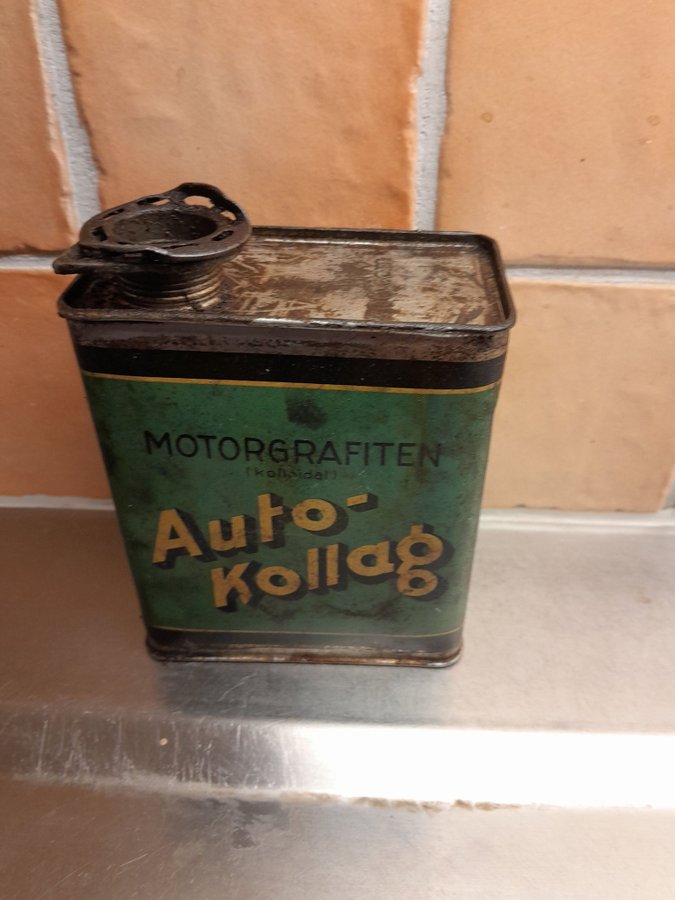 MOTORGRAFITEN
(kolloidal)
Auto-
Kollag